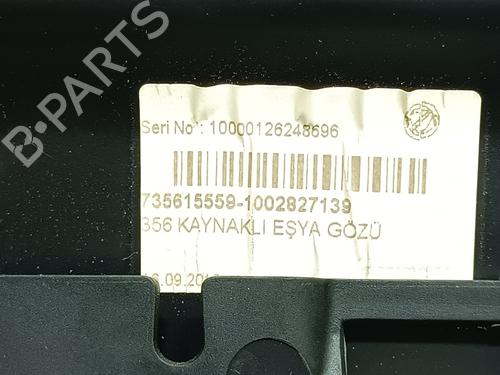 B-PARTS
Seri No : 10000126248696
735615559-1002827139
356 KAYNAKLI EŞYA GÖZÜ